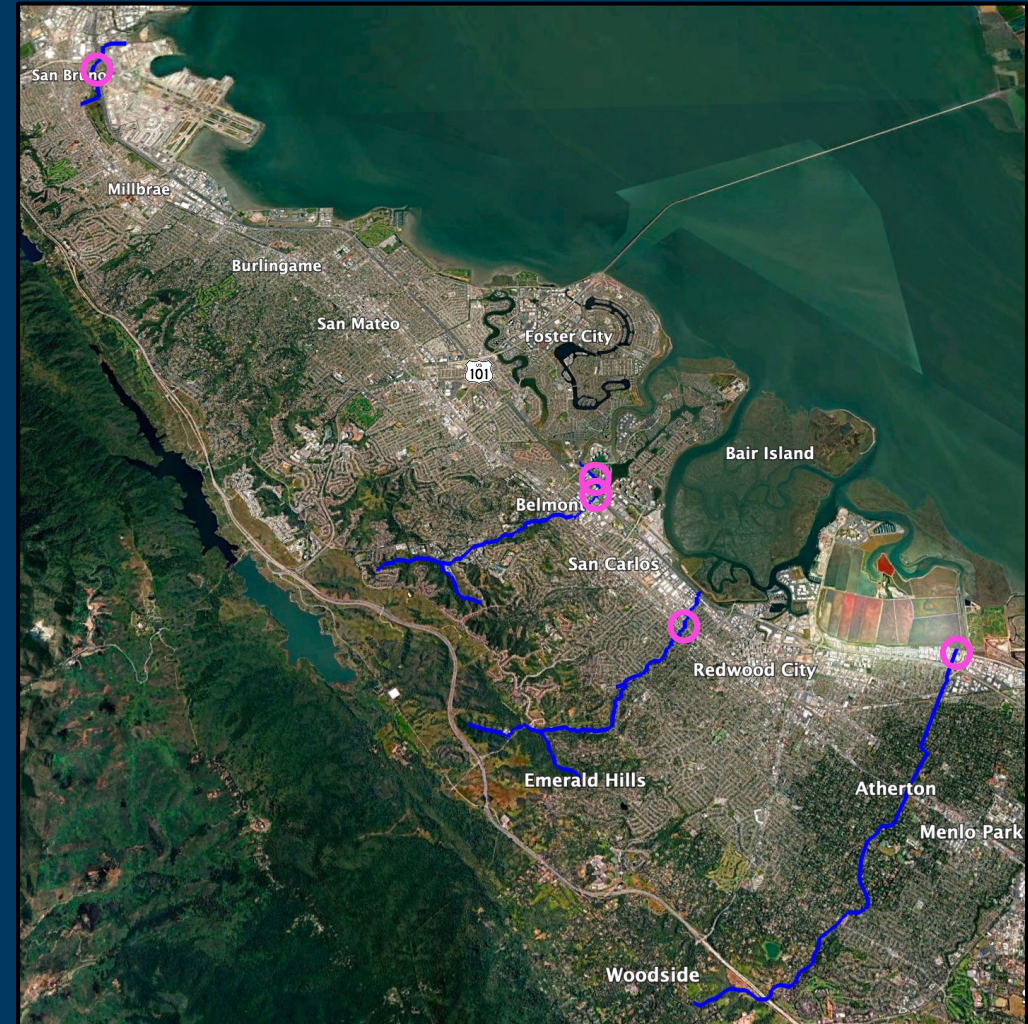 San Bruno
Millbrae
Burlingame
San Mateo
Foster City
US
101
Bair Island
Belmont
San Carlos
Redwood City
Emerald Hills
Atherton
Menlo Park
Woodside